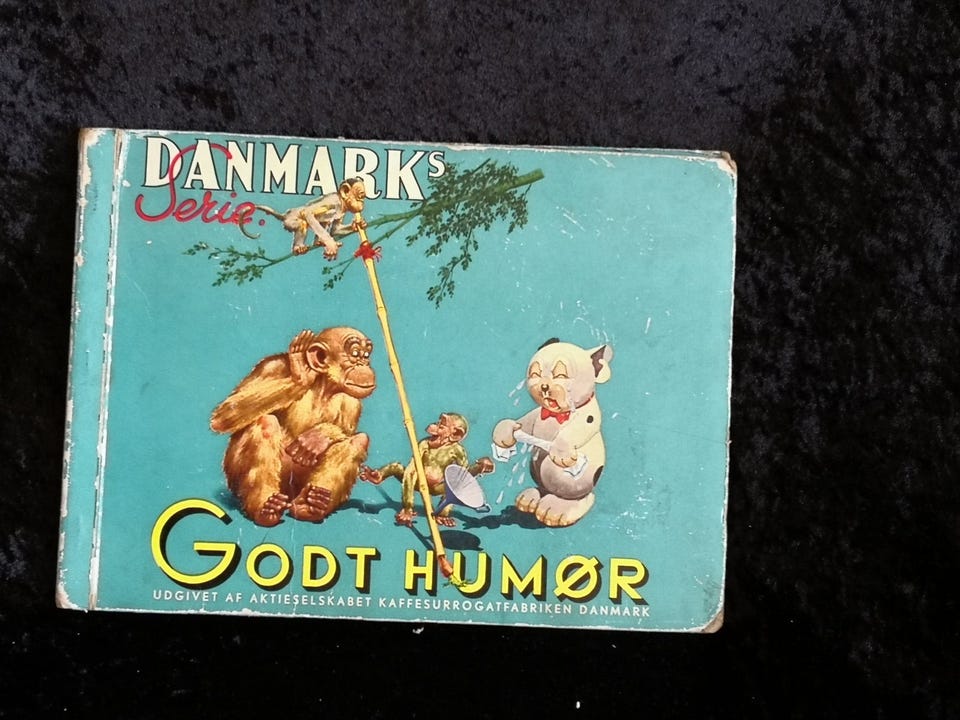 DANMARKS
Serie.
GODT HUMØR
UDGIVET AF AKTIESELSKABET KAFFESURROGATFABRIKEN DANMARK